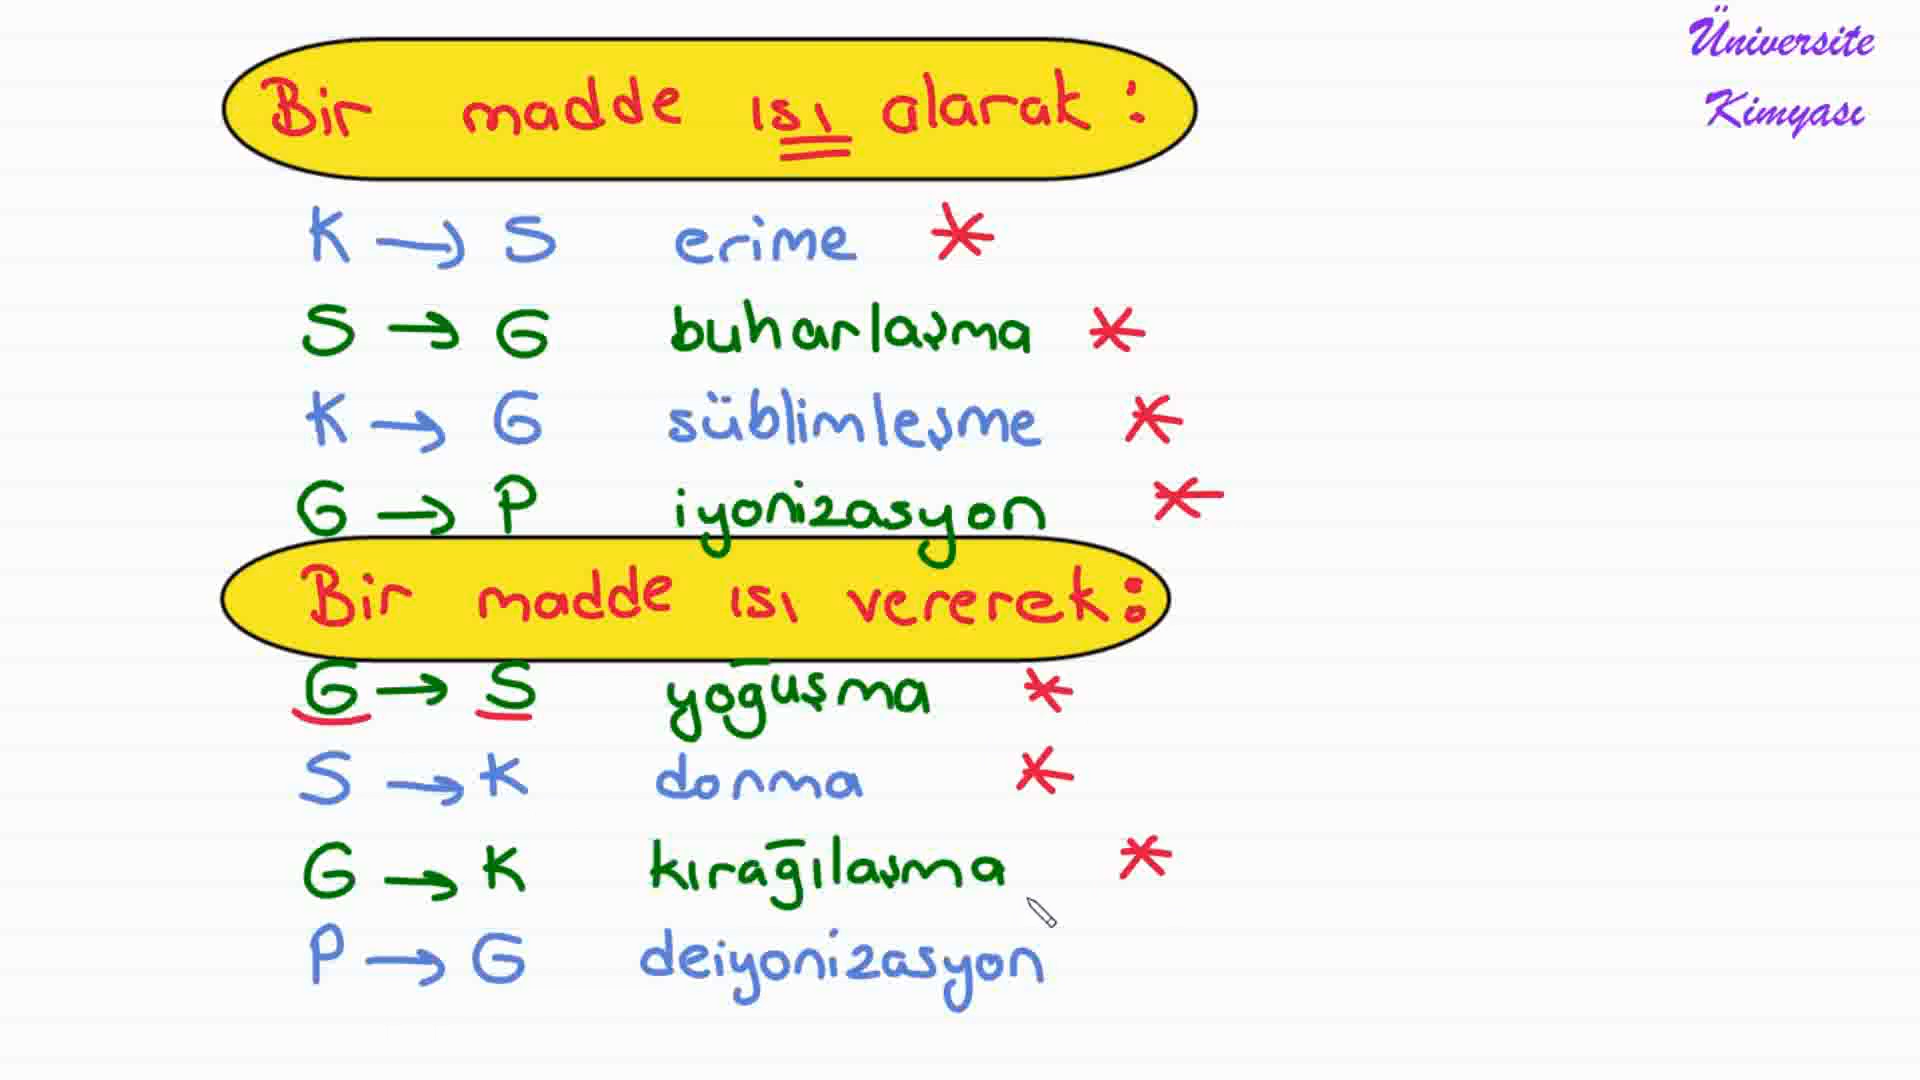 Üniversite
Kimyası
Bir madde ısı alarak :
K → S erime *
S → G buharlaşma *
K → G süblimleşme *
G → P iyonizasyon *
Bir madde ısı vererek :
G → S yoğuşma *
S → K donma *
G → K kırağılaşma *
P → G deiyonizasyon